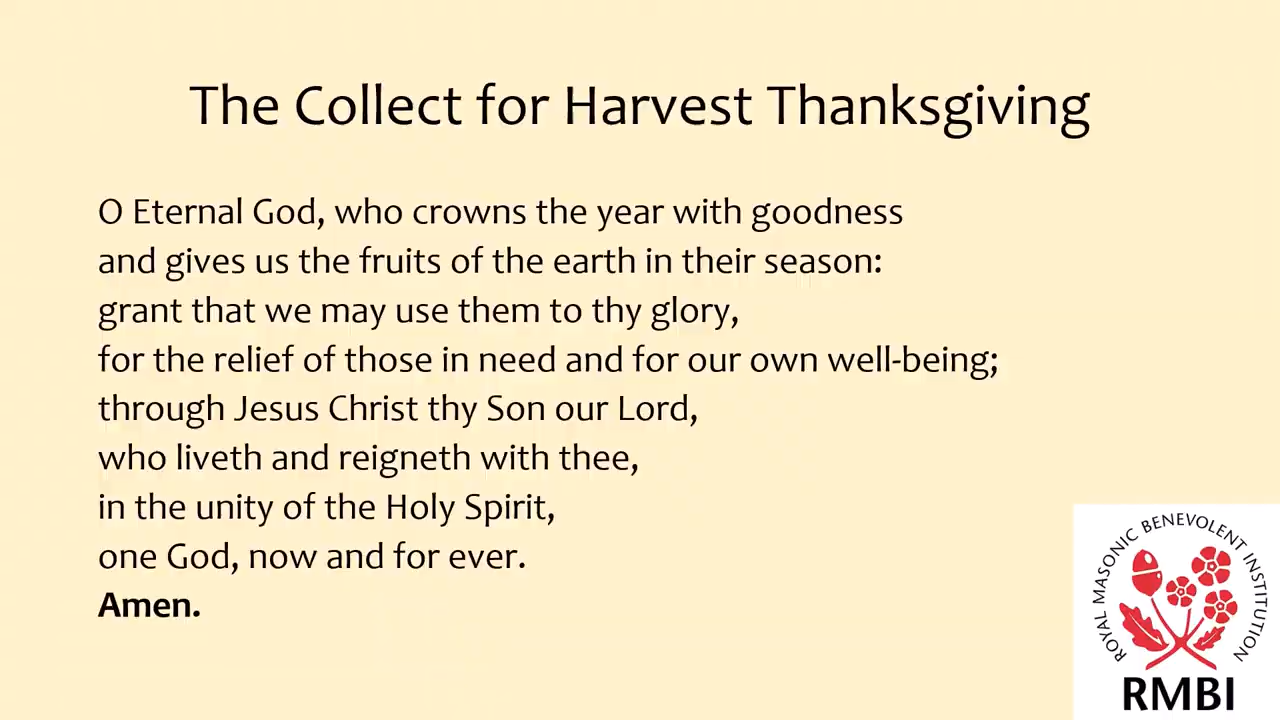 The Collect for Harvest Thanksgiving
O Eternal God, who crowns the year with goodness
and gives us the fruits of the earth in their season:
grant that we may use them to thy glory,
for the relief of those in need and for our own well-being;
through Jesus Christ thy Son our Lord,
who liveth and reigneth with thee,
in the unity of the Holy Spirit,
one God, now and for ever.
Amen.
ROYAL MASONIC BENEVOLENT INSTITUTION
RMBI